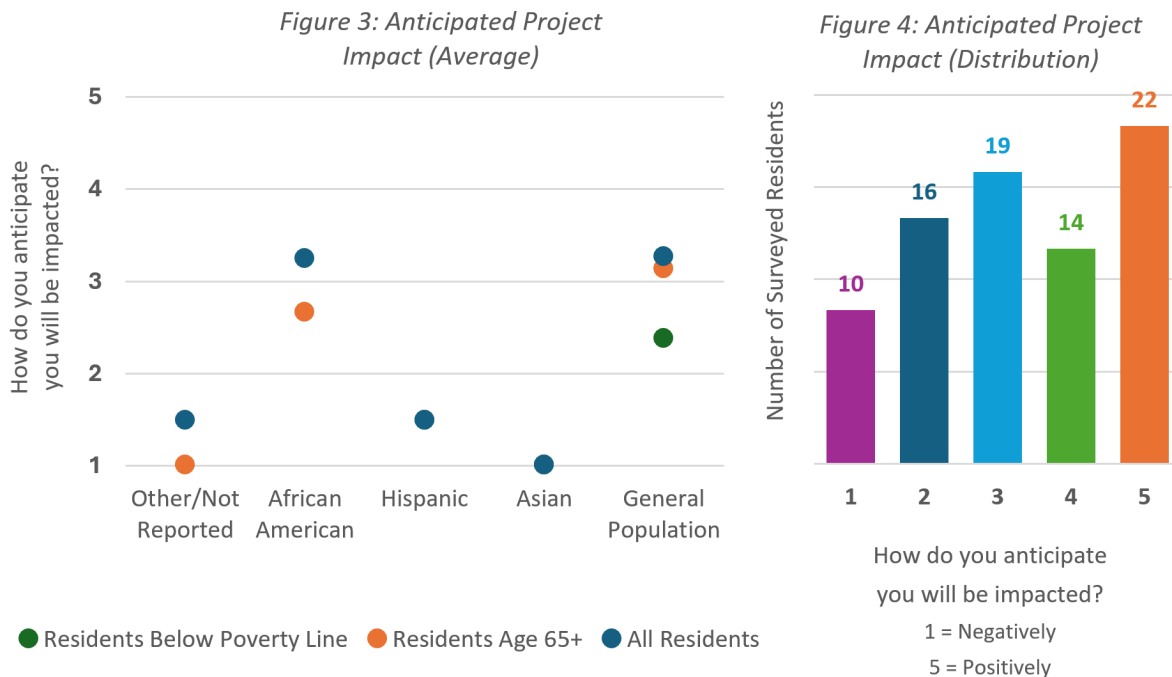 Figure 3: Anticipated Project
Impact (Average)
How do you anticipate
you will be impacted?
5
4
3
2
1
Other/Not
Reported
African
American
Hispanic
Asian
General
Population
Residents Below Poverty Line
Residents Age 65+
All Residents
Figure 4: Anticipated Project
Impact (Distribution)
Number of Surveyed Residents
10
16
19
14
22
1
2
3
4
5
How do you anticipate
you will be impacted?
1 = Negatively
5 = Positively